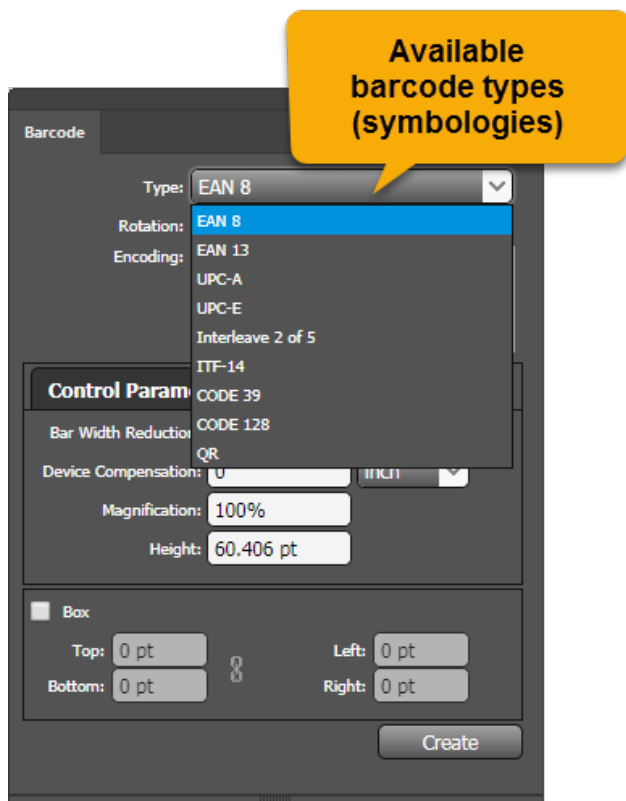 Available
barcode types
(symbologies)
Barcode
Type: EAN 8
Rotation: EAN 8
Encoding: EAN 13
UPC-A
UPC-E
Interleave 2 of 5
ITF-14
Control Param CODE 39
Bar Width Reduction CODE 128
QR
Device Compensation: 0 inch
Magnification: 100%
Height: 60.406 pt
Box
Top: 0 pt Left: 0 pt
Bottom: 0 pt Right: 0 pt
Create